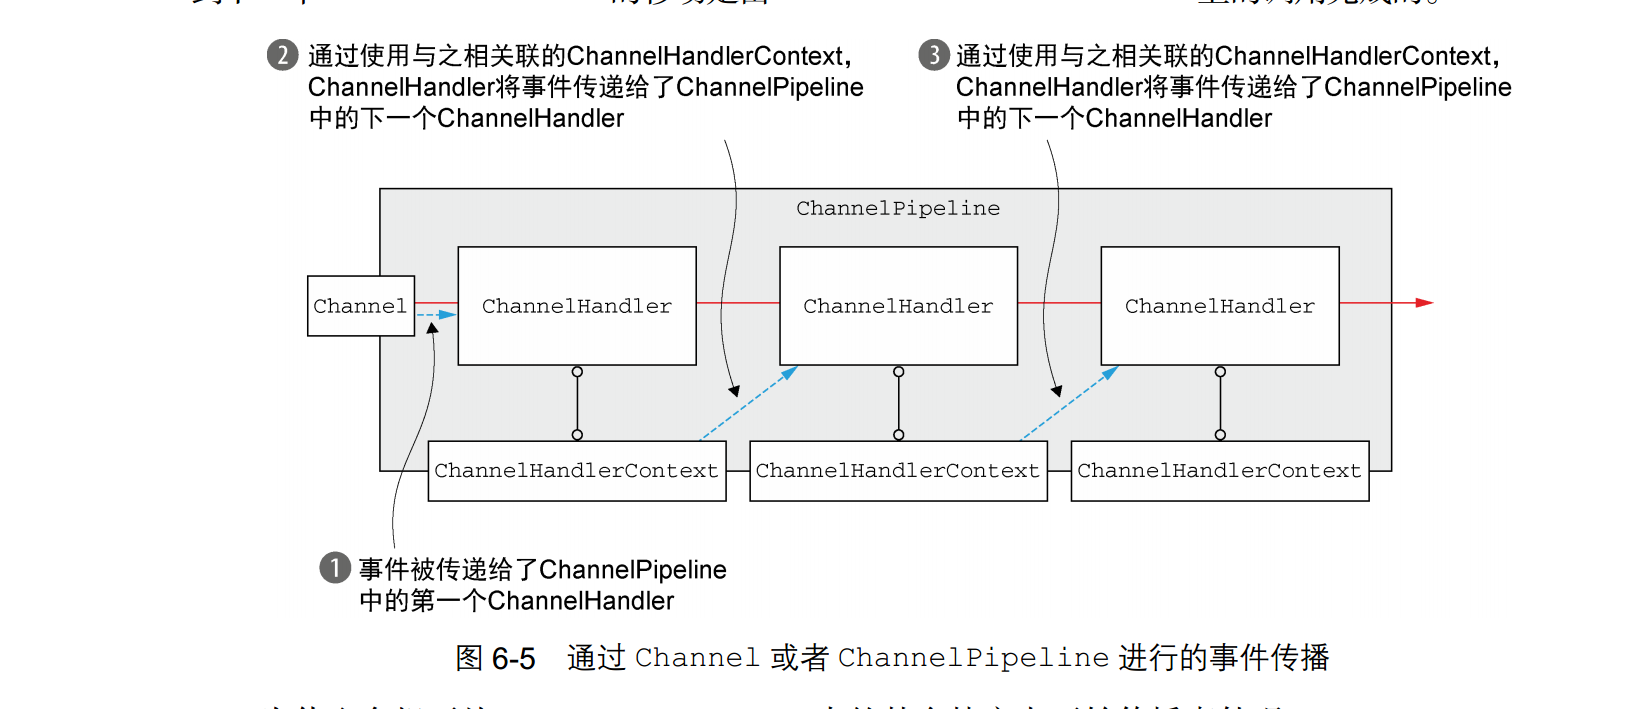 ❷ 通过使用与之相关联的ChannelHandlerContext,
ChannelHandler将事件传递给了ChannelPipeline
中的下一个ChannelHandler
❸ 通过使用与之相关联的ChannelHandlerContext,
ChannelHandler将事件传递给了ChannelPipeline
中的下一个ChannelHandler
ChannelPipeline
Channel
ChannelHandler
ChannelHandler
ChannelHandler
ChannelHandlerContext
ChannelHandlerContext
ChannelHandlerContext
❶ 事件被传递给了ChannelPipeline
中的第一个ChannelHandler
图 6-5 通过 Channel 或者 ChannelPipeline 进行的事件传播